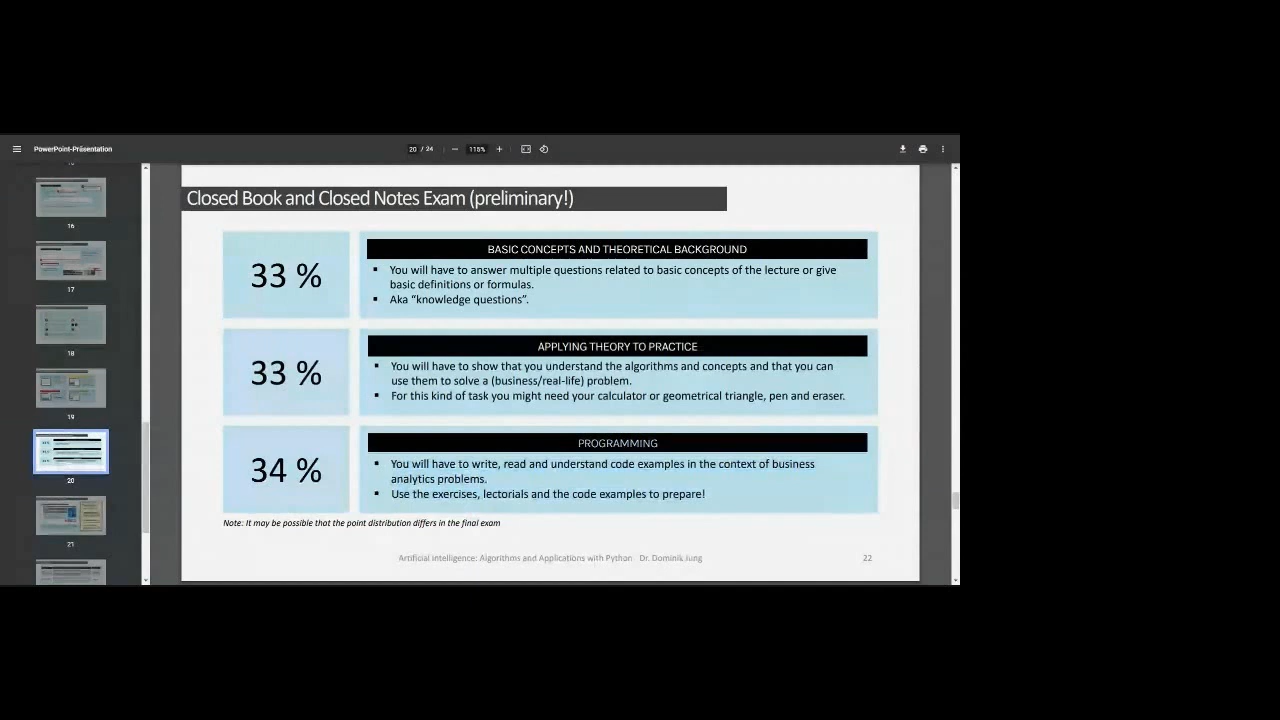 PowerPoint-Präsentation
20 / 24
115%
16
17
18
19
20
21
Closed Book and Closed Notes Exam (preliminary!)
33 %
BASIC CONCEPTS AND THEORETICAL BACKGROUND
▪ You will have to answer multiple questions related to basic concepts of the lecture or give
basic definitions or formulas.
▪ Aka “knowledge questions”.
33 %
APPLYING THEORY TO PRACTICE
▪ You will have to show that you understand the algorithms and concepts and that you can
use them to solve a (business/real-life) problem.
▪ For this kind of task you might need your calculator or geometrical triangle, pen and eraser.
34 %
PROGRAMMING
▪ You will have to write, read and understand code examples in the context of business
analytics problems.
▪ Use the exercises, lectorials and the code examples to prepare!
Note: It may be possible that the point distribution differs in the final exam
Artificial Intelligence: Algorithms and Applications with Python Dr. Dominik Jung
22